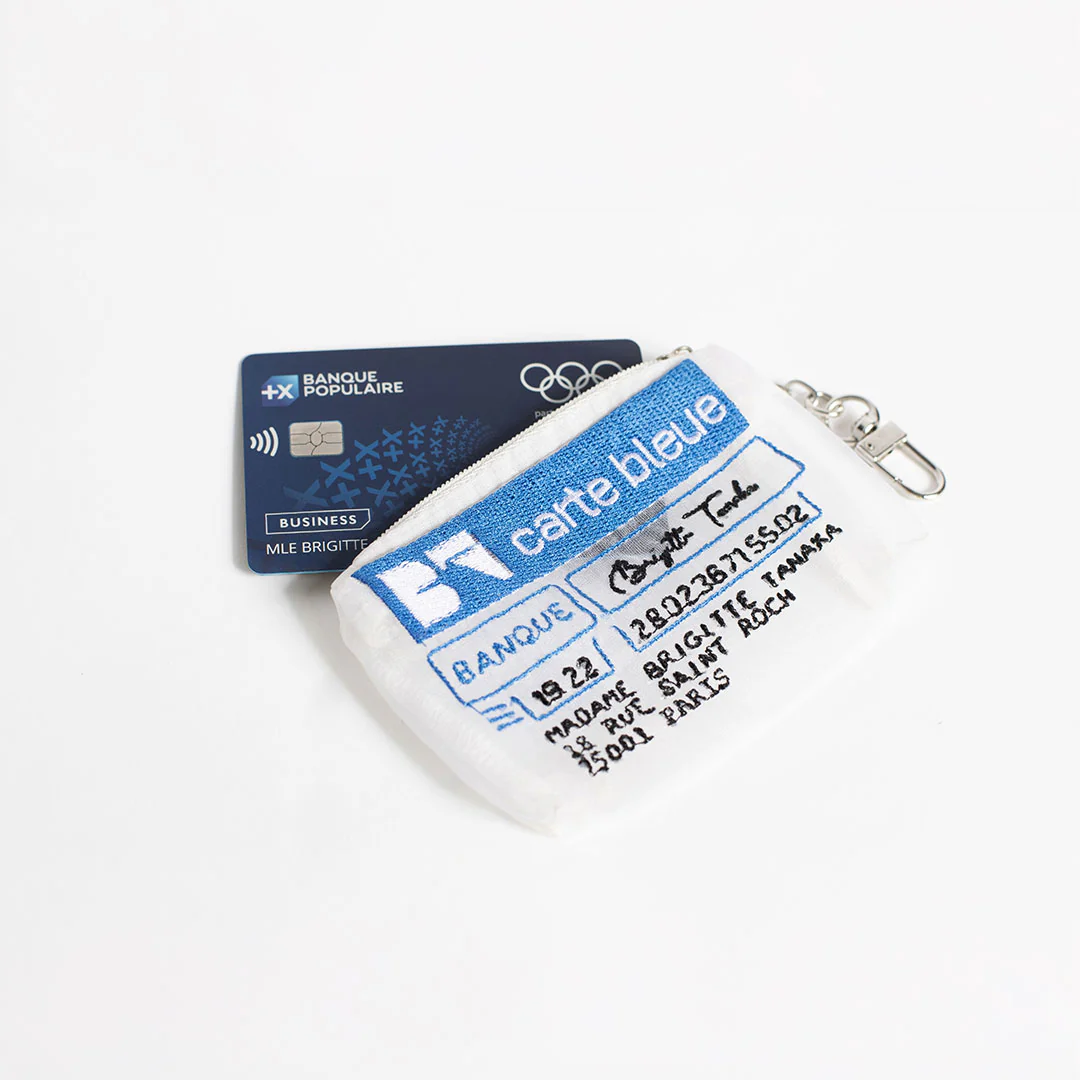 BANQUE
POPULAIRE
BUSINESS
MLE BRIGITTE
carte bleue
Brigitte Tanaka
BANQUE
19.22
2802367715502
MADAME BRIGITTE TANAKA
18 RUE SAINT ROCH
75001 PARIS